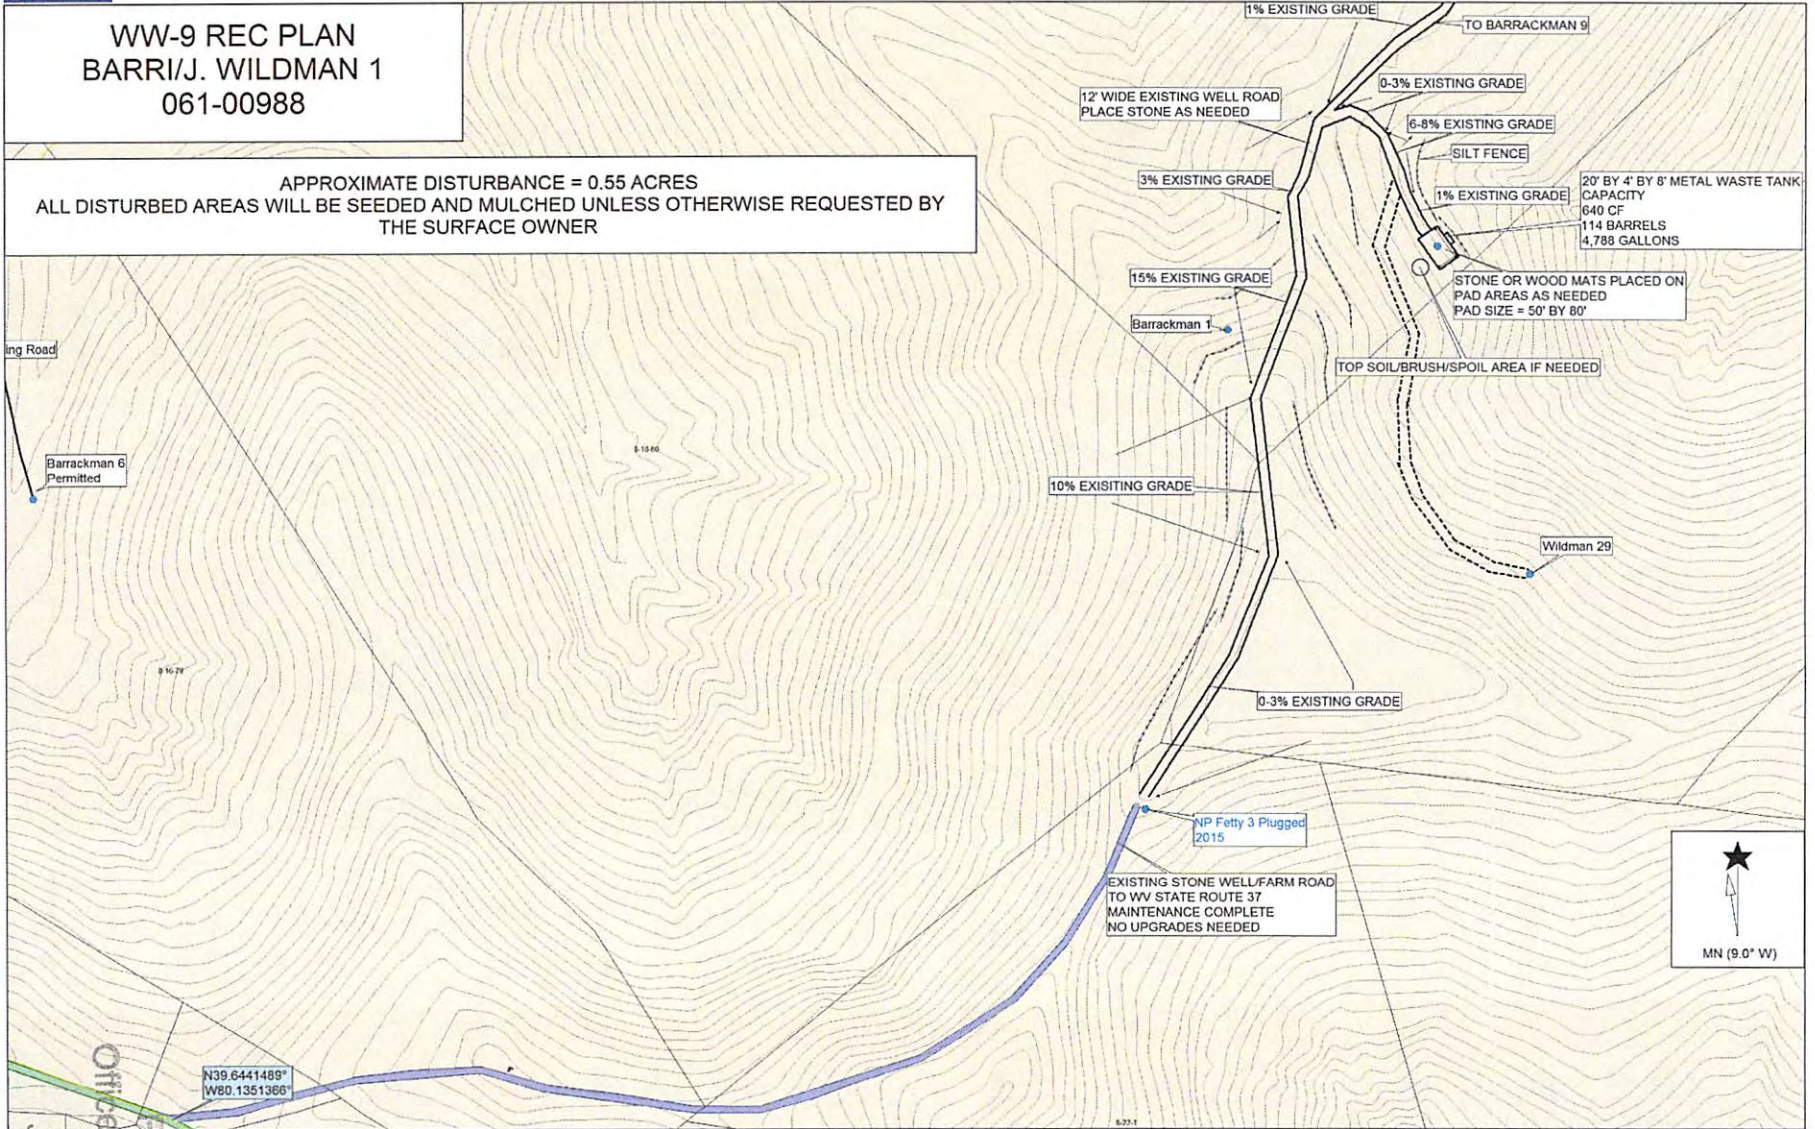 WW-9 REC PLAN
BARRI/J. WILDMAN 1
061-00988
APPROXIMATE DISTURBANCE = 0.55 ACRES
ALL DISTURBED AREAS WILL BE SEEDED AND MULCHED UNLESS OTHERWISE REQUESTED BY
THE SURFACE OWNER
1% EXISTING GRADE
TO BARRACKMAN 9
0-3% EXISTING GRADE
12' WIDE EXISTING WELL ROAD
PLACE STONE AS NEEDED
6-8% EXISTING GRADE
SILT FENCE
3% EXISTING GRADE
1% EXISTING GRADE
20' BY 4' BY 8' METAL WASTE TANK
CAPACITY
640 CF
114 BARRELS
4,788 GALLONS
15% EXISTING GRADE
STONE OR WOOD MATS PLACED ON
PAD AREAS AS NEEDED
PAD SIZE = 50' BY 80'
Barrackman 1
ing Road
TOP SOIL/BRUSH/SPOIL AREA IF NEEDED
Barrackman 6
Permitted
10% EXISITING GRADE
Wildman 29
0-3% EXISTING GRADE
NP Fetty 3 Plugged
2015
EXISTING STONE WELL/FARM ROAD
TO WV STATE ROUTE 37
MAINTENANCE COMPLETE
NO UPGRADES NEEDED
MN (9.0° W)
N39.6441489°
W80.1351366°
Office